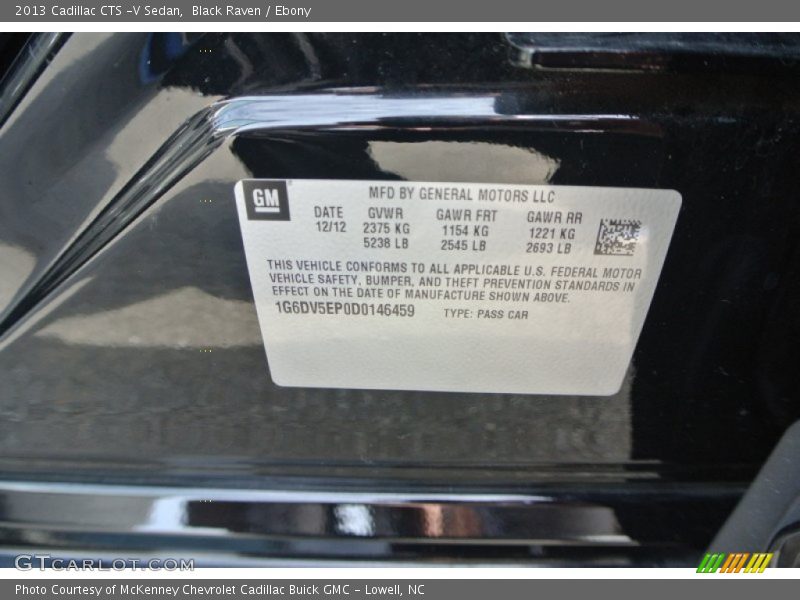 2013 Cadillac CTS -V Sedan, Black Raven / Ebony
GM
MFD BY GENERAL MOTORS LLC
DATE GVWR GAWR FRT GAWR RR
12/12 2375 KG 1154 KG 1221 KG
5238 LB 2545 LB 2693 LB
THIS VEHICLE CONFORMS TO ALL APPLICABLE U.S. FEDERAL MOTOR
VEHICLE SAFETY, BUMPER, AND THEFT PREVENTION STANDARDS IN
EFFECT ON THE DATE OF MANUFACTURE SHOWN ABOVE.
1G6DV5EP0D0146459 TYPE: PASS CAR
GTCARLOT.COM
Photo Courtesy of McKenney Chevrolet Cadillac Buick GMC - Lowell, NC